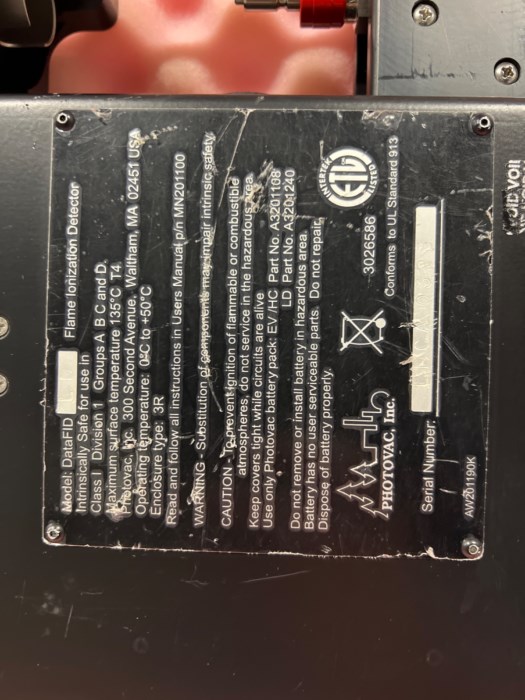 Model: DataFID Flame Ionization Detector
Intrinsically Safe for use in
Class I Division 1 Groups A B C and D.
Maximum surface temperature 135°C T4.
Photovac, Inc. 300 Second Avenue, Waltham, MA 02451 USA
Operating temperature: 0°C to +50°C
Enclosure type: 3R
Read and follow all instructions in Users Manual p/n MN201100
WARNING - Substitution of components may impair intrinsic safety.
CAUTION - To prevent ignition of flammable or combustible
atmospheres, do not service in the hazardous area.
Keep covers tight while circuits are alive
Use only Photovac battery pack: EV/HC Part No. A3201108
LD Part No. A3201240
Do not remove or install battery in hazardous area.
Battery has no user serviceable parts. Do not repair.
Dispose of battery properly.
PHOTOVAC, Inc.
INTERTEK
ETL
LISTED
3026586
Conforms to UL Standard 913
Serial Number:
AW201190K